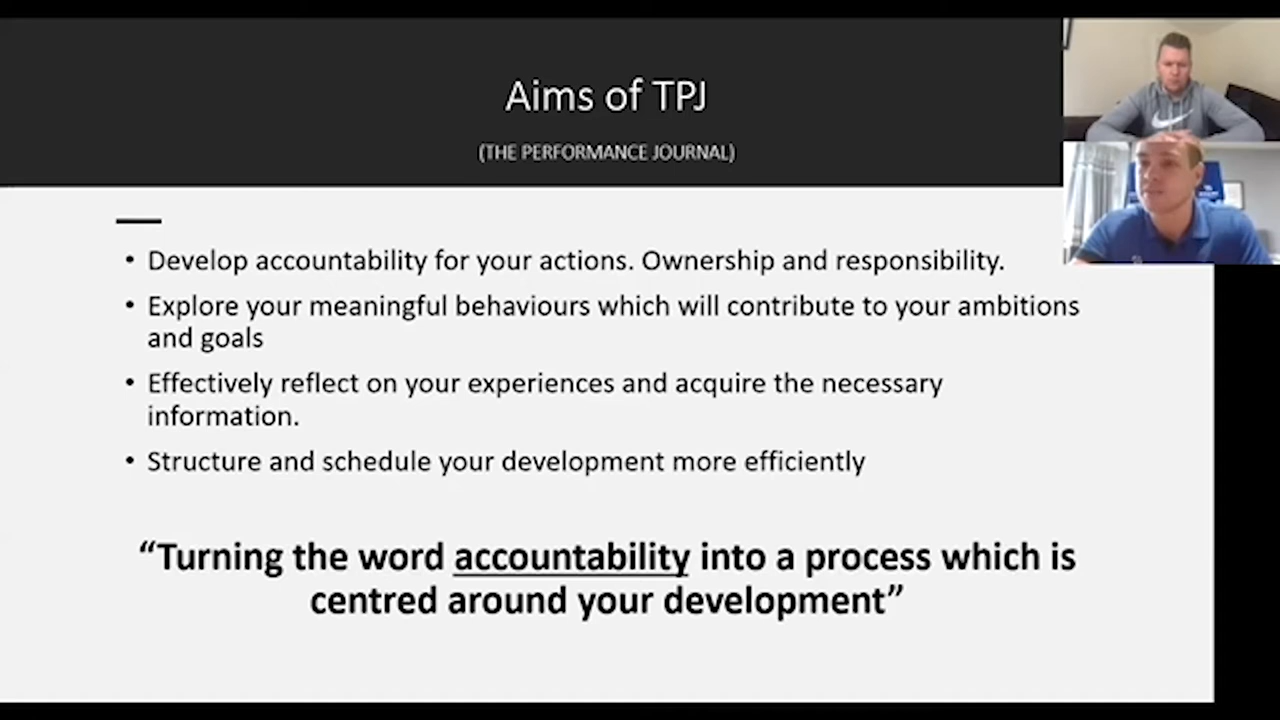 Aims of TPJ
(THE PERFORMANCE JOURNAL)
• Develop accountability for your actions. Ownership and responsibility.
• Explore your meaningful behaviours which will contribute to your ambitions
and goals
• Effectively reflect on your experiences and acquire the necessary
information.
• Structure and schedule your development more efficiently
“Turning the word accountability into a process which is
centred around your development”